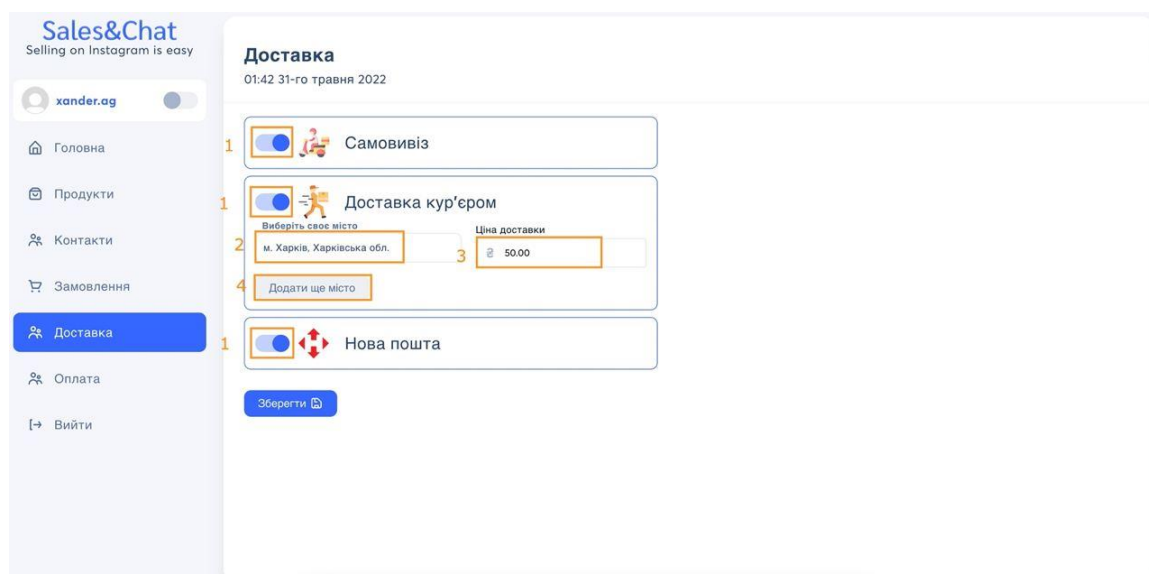 Sales&Chat
Selling on Instagram is easy
xander.ag
Головна
Продукти
Контакти
Замовлення
Доставка
Оплата
Вийти
Доставка
01:42 31-го травня 2022
1 Самовивіз
1 Доставка кур'єром
Виберіть своє місто Ціна доставки
2 м. Харків, Харківська обл. 3 ₴ 50.00
4 Додати ще місто
1 Нова пошта
Зберегти